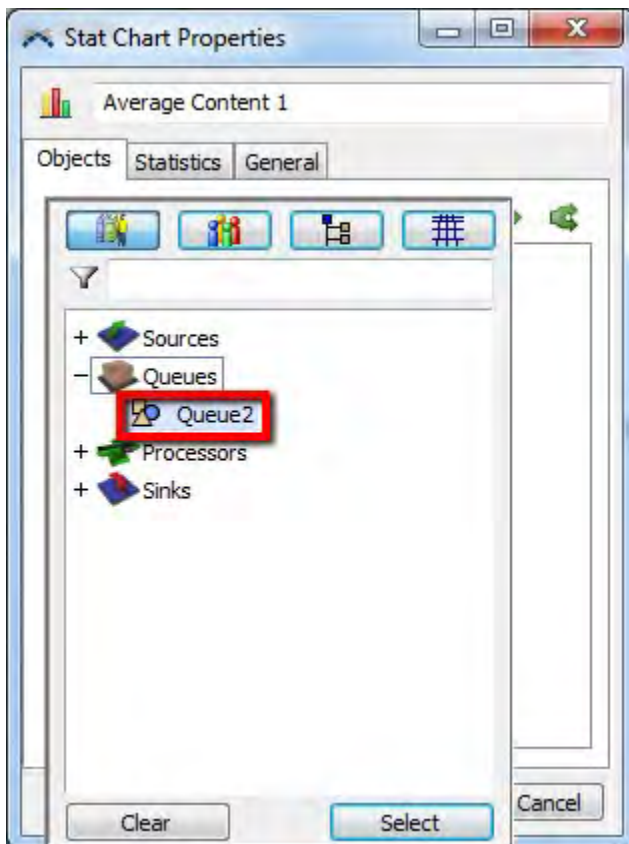 Stat Chart Properties
Average Content 1
Objects Statistics General
+ Sources
- Queues
Queue2
+ Processors
+ Sinks
Clear Select Cancel